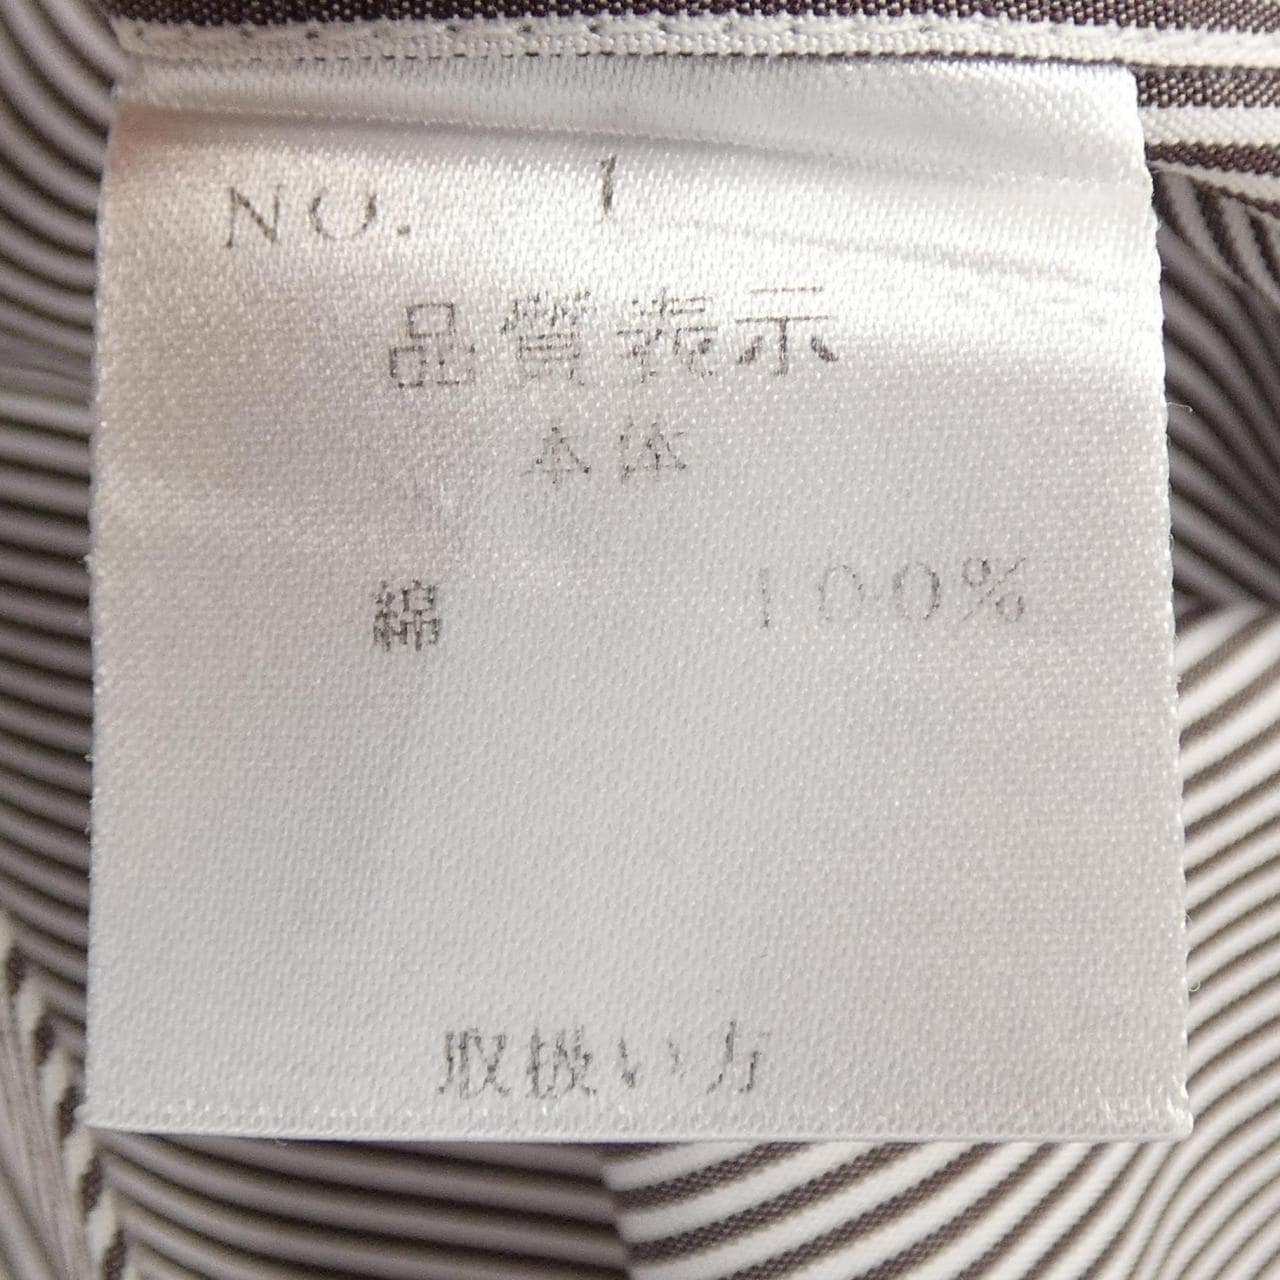 NO. 1
品質表示
本体
綿 100%
取扱い方